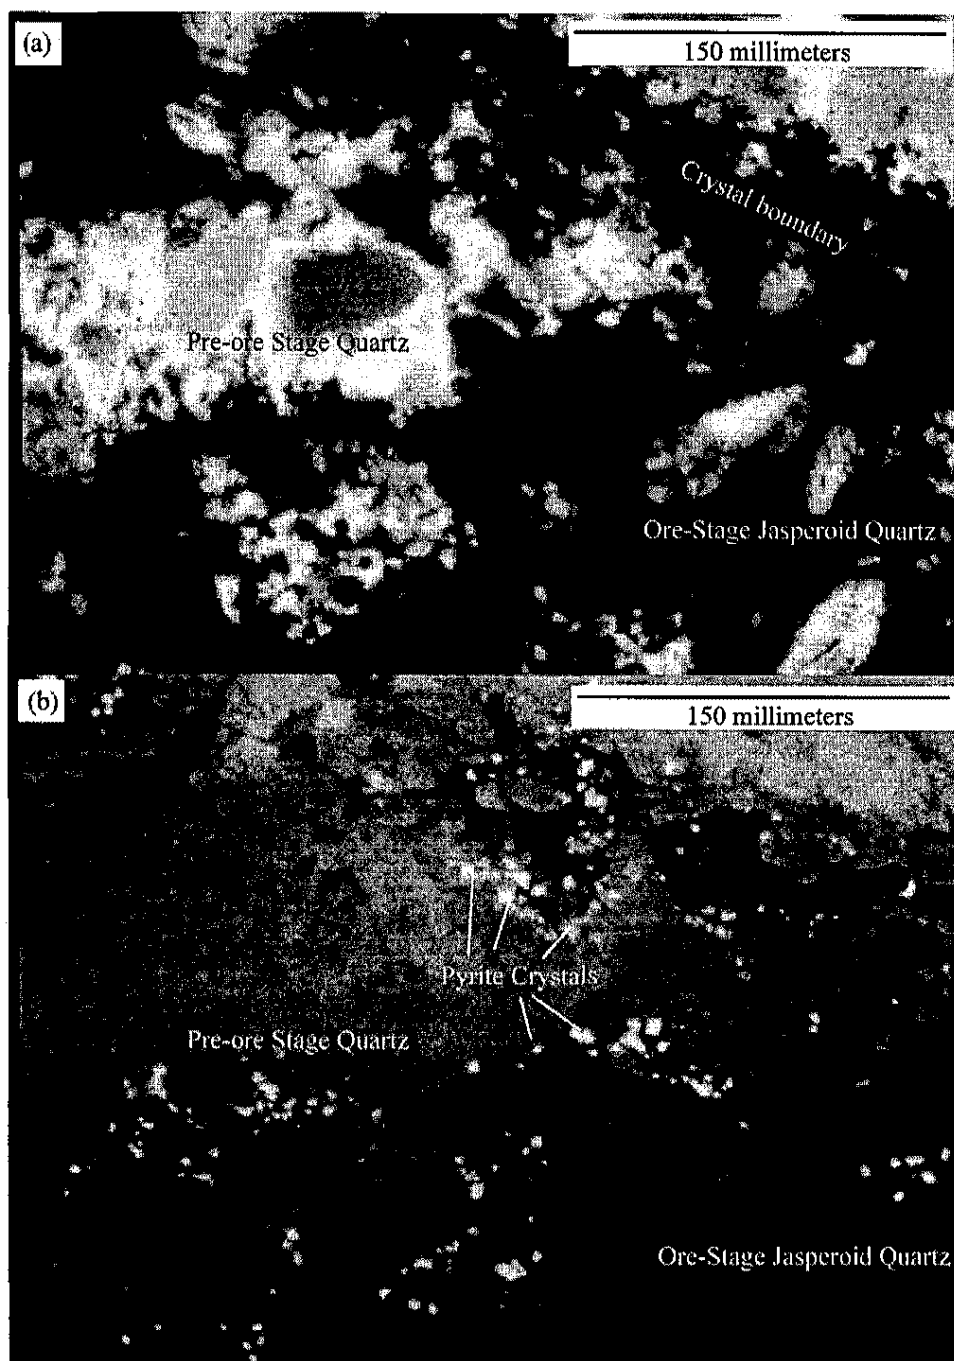 (a)
150 millimeters
Crystal boundary
Pre-ore Stage Quartz
Ore-Stage Jasperoid Quartz
(b)
150 millimeters
Pyrite Crystals
Pre-ore Stage Quartz
Ore-Stage Jasperoid Quartz